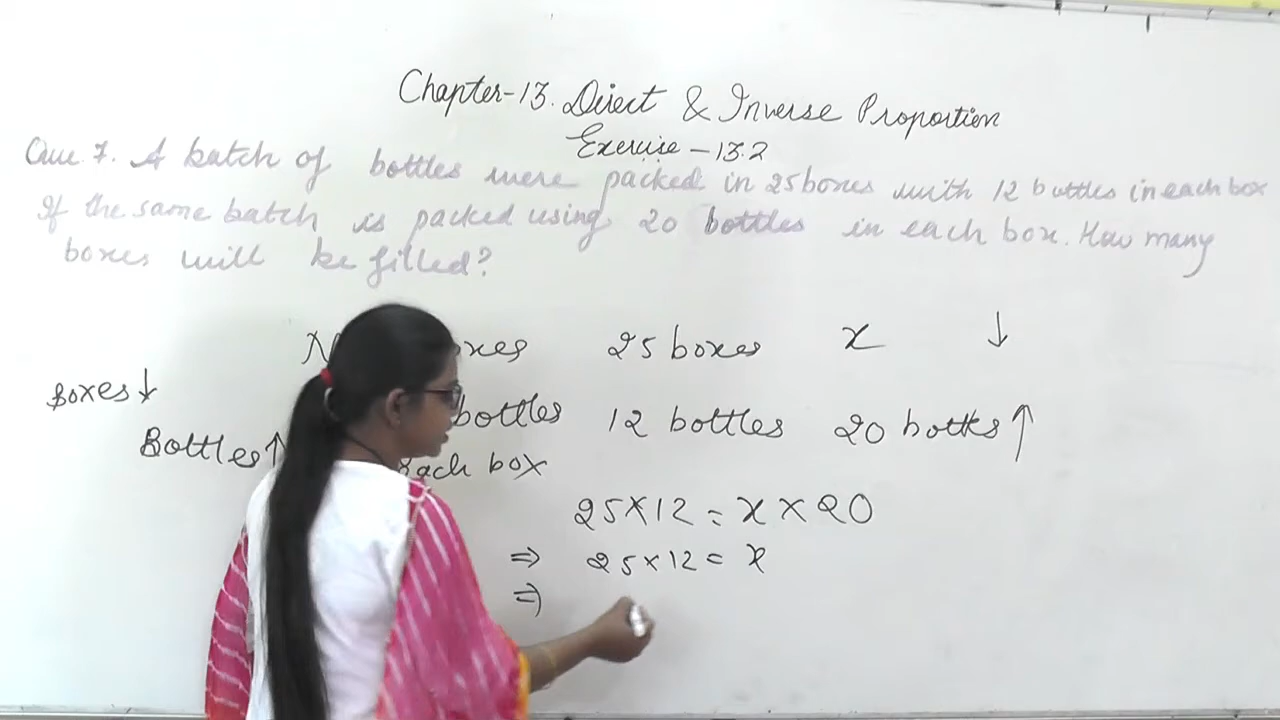 Chapter-13. Direct & Inverse Proportion
Exercise - 13.2
Que 7. A batch of bottles were packed in 25 boxes with 12 bottles in each box
If the same batch is packed using 20 bottles in each box. How many
boxes will be filled?
25 boxes x ↓
boxes ↓
bottles 12 bottles 20 bottles ↑
Bottles ↑ each box
25 × 12 = x × 20
⇒ 25 × 12 = x
⇒